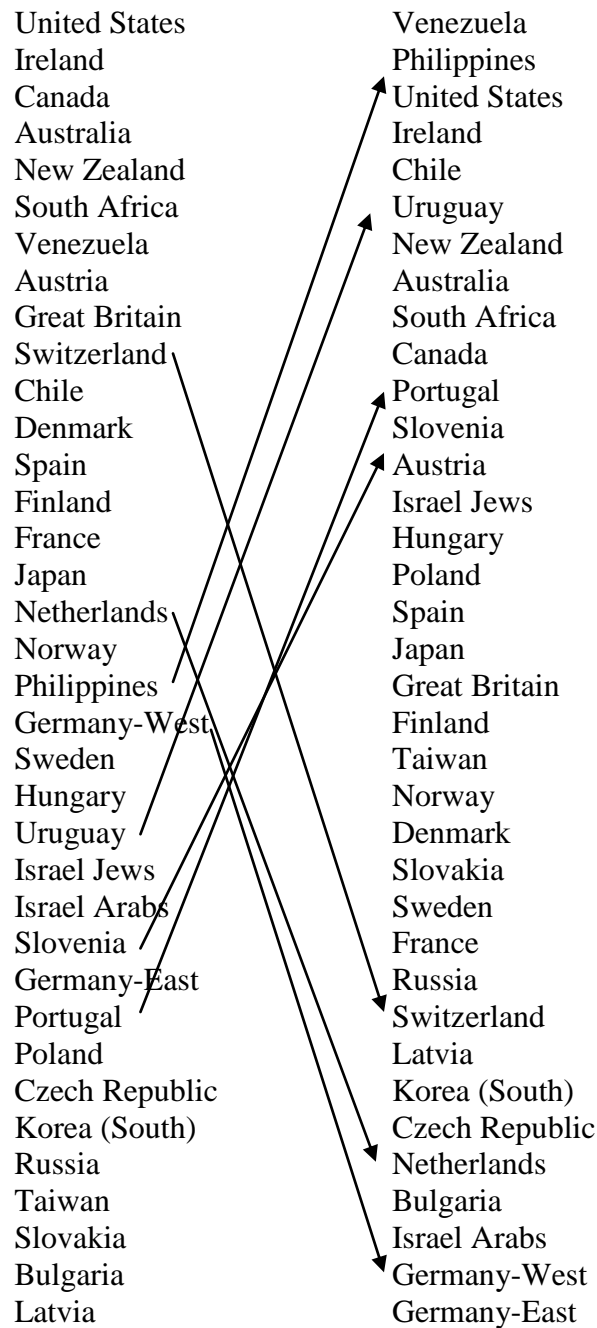 United States Venezuela
Ireland Philippines
Canada United States
Australia Ireland
New Zealand Chile
South Africa Uruguay
Venezuela New Zealand
Austria Australia
Great Britain South Africa
Switzerland Canada
Chile Portugal
Denmark Slovenia
Spain Austria
Finland Israel Jews
France Hungary
Japan Poland
Netherlands Spain
Norway Japan
Philippines Great Britain
Germany-West Finland
Sweden Taiwan
Hungary Norway
Uruguay Denmark
Israel Jews Slovakia
Israel Arabs Sweden
Slovenia France
Germany-East Russia
Portugal Switzerland
Poland Latvia
Czech Republic Korea (South)
Korea (South) Czech Republic
Russia Netherlands
Taiwan Bulgaria
Slovakia Israel Arabs
Bulgaria Germany-West
Latvia Germany-East